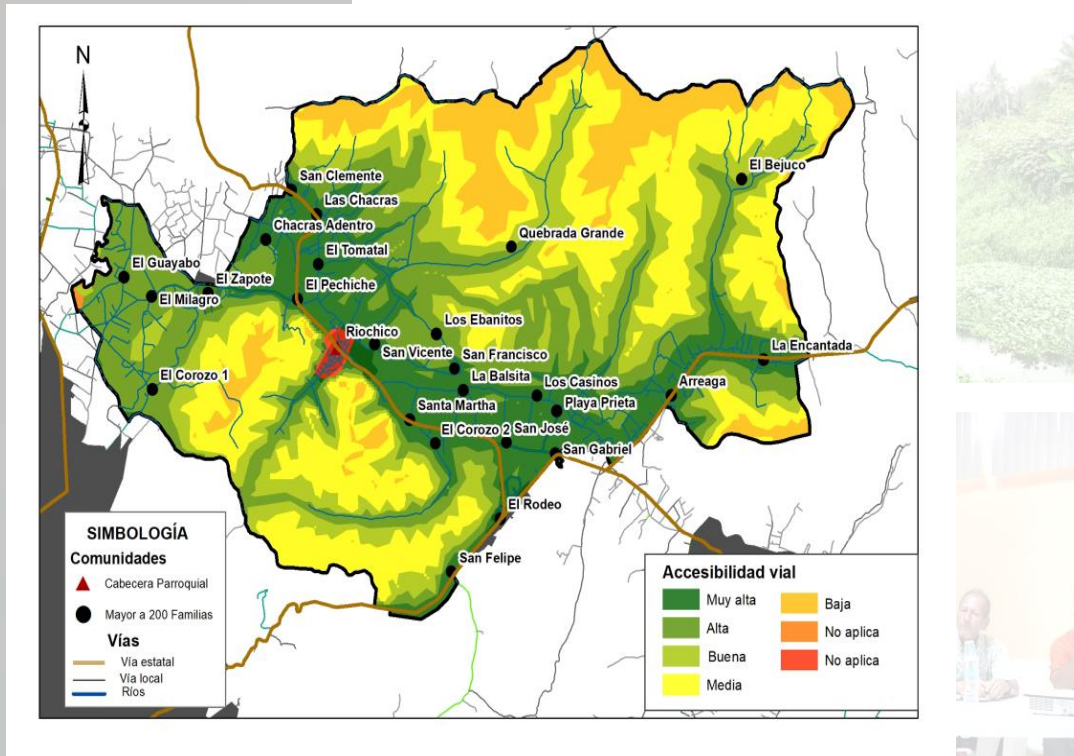 N
San Clemente
Las Chacras
El Bejuco
Chacras Adentro
Quebrada Grande
El Tomatal
El Guayabo
El Zapote
El Pechiche
El Milagro
Los Ebanitos
Riochico
San Vicente
San Francisco
La Encantada
La Balsita
El Corozo 1
Los Casinos
Arreaga
Playa Prieta
Santa Martha
El Corozo 2
San José
San Gabriel
El Rodeo
San Felipe
SIMBOLOGÍA
Comunidades
Cabecera Parroquial
Mayor a 200 Familias
Vías
Vía estatal
Vía local
Ríos
Accesibilidad vial
Muy alta
Alta
Buena
Media
Baja
No aplica
No aplica